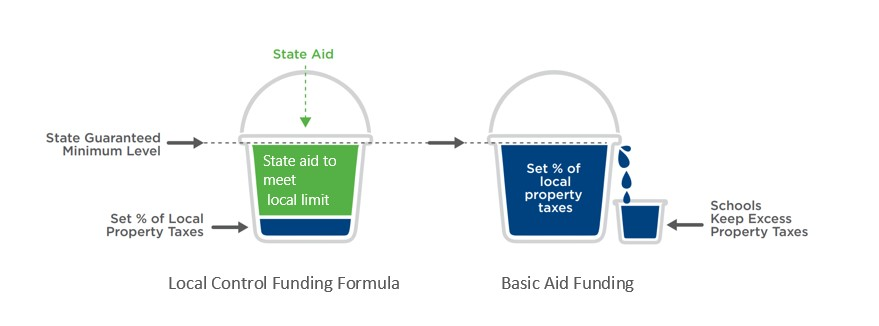 State Aid
State Guaranteed
Minimum Level
State aid to
meet
local limit
Set % of Local
Property Taxes
Set % of
local
property
taxes
Schools
Keep Excess
Property Taxes
Local Control Funding Formula
Basic Aid Funding